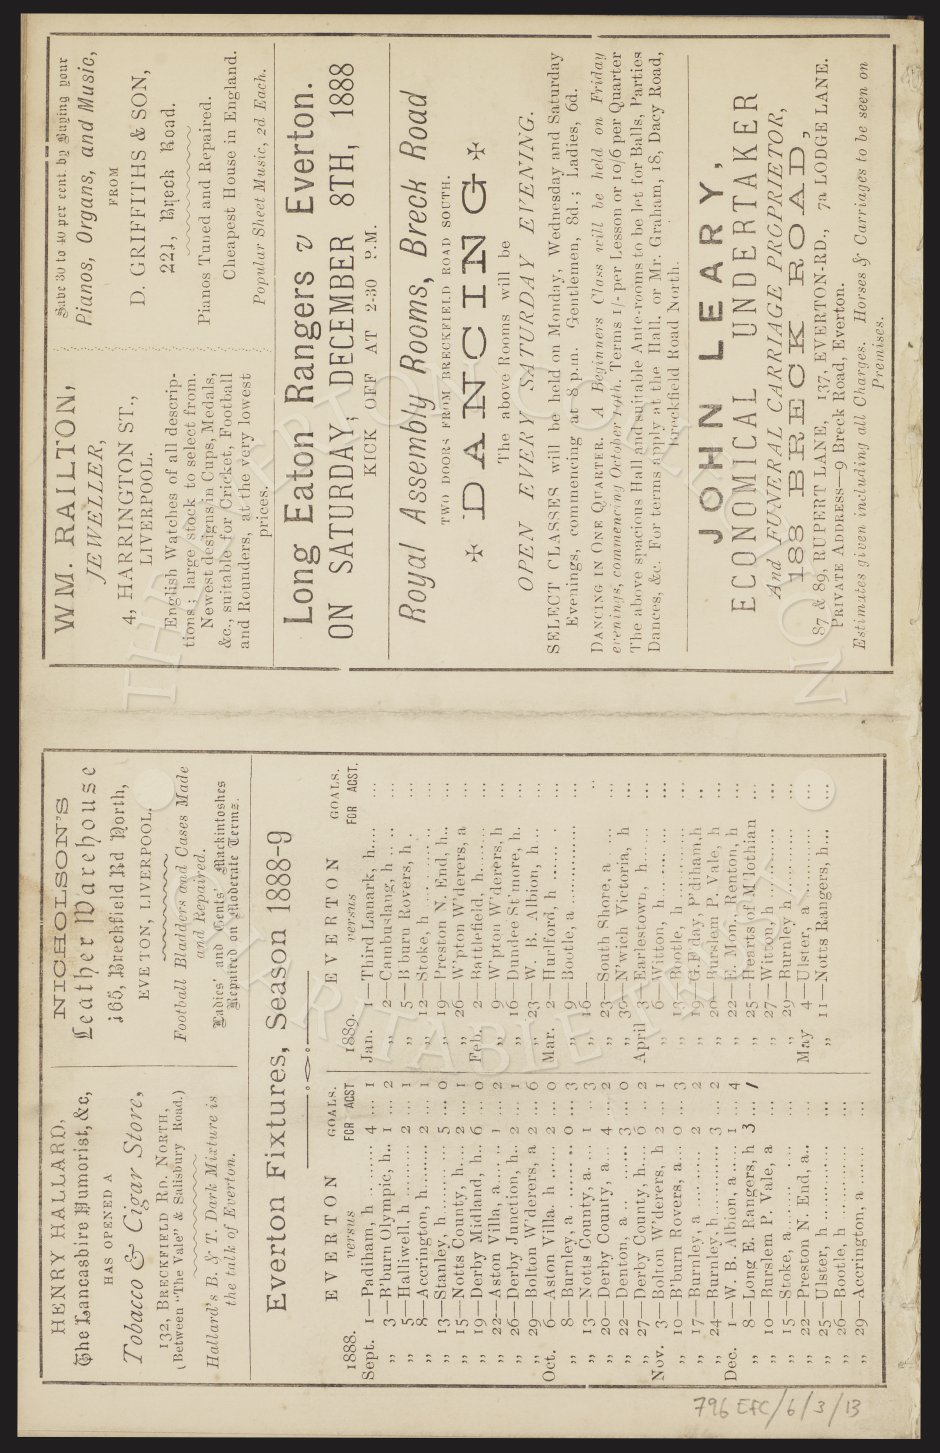 HENRY HALLARD,
The Lancashire Humorist, &c,
HAS OPENED A
Tobacco & Cigar Store,
132, BRECKFIELD RD. NORTH,
(Between "The Vale" & Salisbury Road.)
Hallard's B. & T. Dark Mixture is
the talk of Everton.
NICHOLSON'S
Leather Warehouse
165, Breckfield Rd North,
EVETON, LIVERPOOL.
Football Bladders and Cases Made
and Repaired.
Ladies' and Gents' Mackintoshes
Repaired on Moderate Terms.
Everton Fixtures, Season 1888-9
EVERTON GOALS.
1888. versus FOR AGST
Sept. 1—Padiham, h ......... 4 ... 1
,, 3—B'burn Olympic, h.. 1 ... 2
,, 5—Halliwell, h ......... 2 ... 1
,, 8—Accrington, h ......... 2 ... 1
,, 13—Stanley, h ......... 5 ... 0
,, 15—Notts County, h... 2 ... 1
,, 19—Derby Midland, h.. 6 ... 0
,, 22—Aston Villa, a ...... 1 ... 2
,, 26—Derby Junction, h.. 2 ... 1
,, 29—Bolton W'derers, a 2 ... 6
Oct. 6—Aston Villa. h ...... 2 ... 0
,, 8—Burnley, a ......... 0 ... 3
,, 13—Notts County, a. ... 1 ... 3
,, 20—Derby County, a... 4 ... 2
,, 22—Denton, a ......... 3 ... 0
,, 27—Derby County, h... 6 ... 2
Nov. 3—Bolton W'derers, h 2 ... 1
,, 10—B'burn Rovers, a... 0 ... 3
,, 17—Burnley, a ......... 2 ... 2
,, 24—Burnley, h ......... 3 ... 2
Dec. 1—W. B. Albion, a ..... 1 ... 4
,, 8—Long E. Rangers, h 3 ... 1
,, 10—Burslem P. Vale, a ...
,, 15—Stoke, a ......... ...
,, 22—Preston N. End, a.. ...
,, 25—Ulster, h ......... ...
,, 26—Bootle, h ......... ...
,, 29—Accrington, a ......... ...
EVERTON GOALS.
1889. versus FOR AGST.
Jan. 1—Third Lanark, h .... ...
,, 12—Cambuslang, h ... ...
,, 5—B'burn Rovers, h .. ...
,, 12—Stoke, h ......... ...
,, 19—Preston N. End, h.. ...
,, 26—W'pton W'derers, a ...
Feb. 2—Battlefield, h ......... ...
,, 9—W'pton W'derers, h ...
,, 16—Dundee St'more, h. ...
,, 23—W. B. Albion, h ... ...
Mar. 2—Hurlford, h ......... ...
,, 9—Bootle, a ......... ...
,, 16—
,, 23—South Shore, a ... ...
,, 30—N'wich Victoria, h ...
April 3—Earlestown, h ...... ...
,, 6—Witton, h ......... ...
,, 13—Bootle, h ......... ...
,, 19—G.F'day, P'diham,h ..
,, 20—Burslem P. Vale, h ...
,, 22—E. Mon., Renton, h ...
,, 25—Hearts of M'lothian ...
,, 27—Witton, h ......... ...
,, 29—Burnley h ......... ...
May 4—Ulster, a ......... ...
,, 11—Notts Rangers, h... ...
796 EFC/6/3/13
WM. RAILTON,
JEWELLER,
4, HARRINGTON ST.,
LIVERPOOL.
English Watches of all descrip-
tions; large stock to select from.
Newest designs in Cups, Medals,
&c., suitable for Cricket, Football
and Rounders, at the very lowest
prices.
Save 30 to 40 per cent. by Buying your
Pianos, Organs, and Music,
FROM
D. GRIFFITHS & SON,
221, Breck Road.
Pianos Tuned and Repaired.
Cheapest House in England.
Popular Sheet Music, 2d Each.
Long Eaton Rangers v Everton.
ON SATURDAY, DECEMBER 8TH, 1888
KICK OFF AT 2-30 P.M.
Royal Assembly Rooms, Breck Road
TWO DOORS FROM BRECKFIELD ROAD SOUTH.
✠ DANCING ✠
The above Rooms will be
OPEN EVERY SATURDAY EVENING.
SELECT CLASSES will be held on Monday, Wednesday and Saturday
Evenings, commencing at 8 p.m. Gentlemen, 8d.; Ladies, 6d.
DANCING IN ONE QUARTER. A Beginners Class will be held on Friday
evenings, commencing October 19th. Terms 1/- per Lesson or 10/6 per Quarter
The above spacious Hall and suitable Ante-rooms to be let for Balls, Parties
Dances, &c. For terms apply at the Hall, or Mr. Graham, 18, Dacy Road,
Breckfield Road North.
JOHN LEARY,
ECONOMICAL UNDERTAKER
And FUNERAL CARRIAGE PROPRIETOR,
188 BRECK ROAD,
87 & 89, RUPERT LANE, 137, EVERTON-RD., 7a LODGE LANE.
PRIVATE ADDRESS—9 Breck Road, Everton.
Estimates given including all Charges. Horses & Carriages to be seen on
Premises.